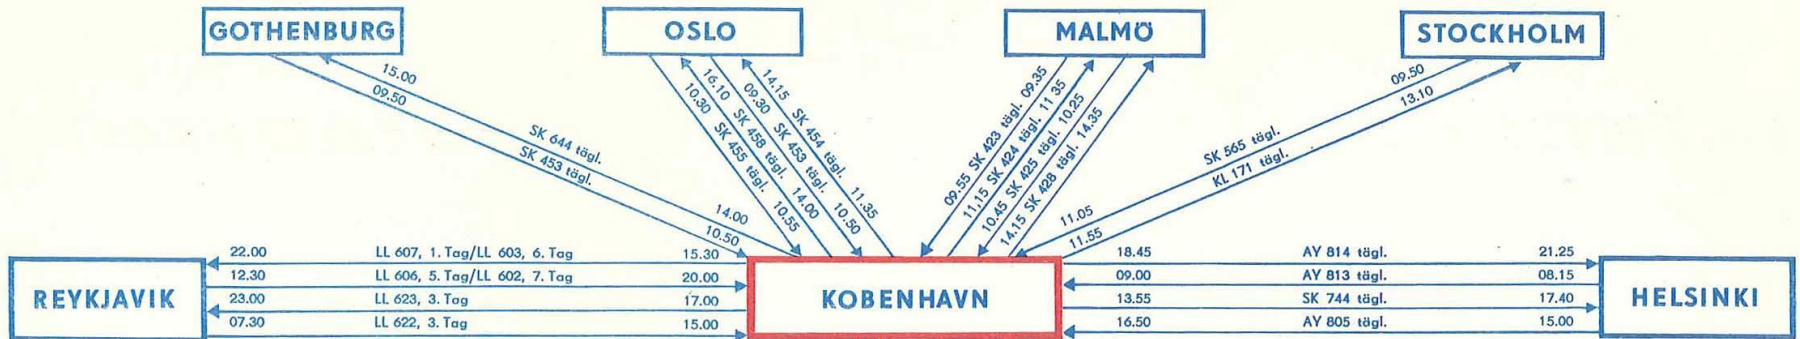 GOTHENBURG
OSLO
MALMÖ
STOCKHOLM
15.00 SK 644 tägl. 14.00
09.50 SK 453 tägl. 10.50
10.30 SK 455 tägl. 10.55
16.10 SK 458 tägl. 14.00
09.30 SK 453 tägl. 10.50
14.15 SK 454 tägl. 11.35
09.55 SK 423 tägl. 09.35
11.15 SK 424 tägl. 11 35
10.45 SK 425 tägl. 10.25
14.15 SK 428 tägl. 14.35
11.05 SK 565 tägl. 09.50
11.55 KL 171 tägl. 13.10
22.00 LL 607, 1. Tag/LL 603, 6. Tag 15.30
12.30 LL 606, 5. Tag/LL 602, 7. Tag 20.00
23.00 LL 623, 3. Tag 17.00
07.30 LL 622, 3. Tag 15.00
REYKJAVIK
KOBENHAVN
18.45 AY 814 tägl. 21.25
09.00 AY 813 tägl. 08.15
13.55 SK 744 tägl. 17.40
16.50 AY 805 tägl. 15.00
HELSINKI